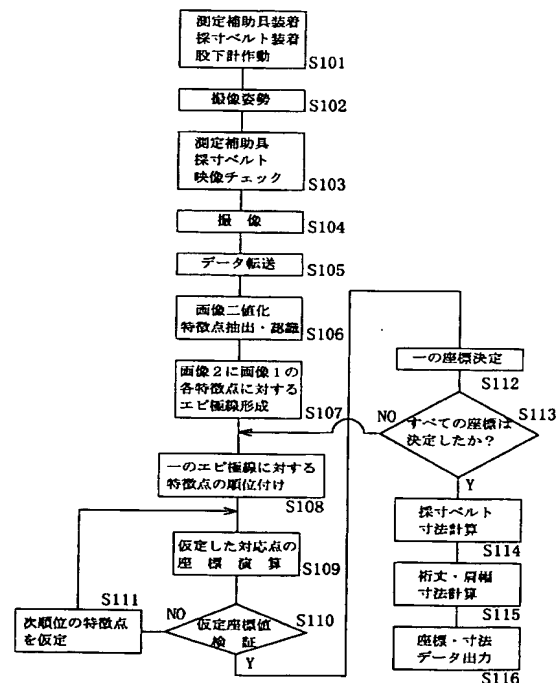 測定補助具装着
採寸ベルト装着
股下計作動
S101
撮像姿勢
S102
測定補助具
採寸ベルト
映像チェック
S103
撮 像
S104
データ転送
S105
画像二値化
特徴点抽出・認識
S106
画像2に画像1の
各特徴点に対する
エピ極線形成
S107
一のエピ極線に対する
特徴点の順位付け
S108
仮定した対応点の
座 標 演 算
S109
仮定座標値
検証
S110
NO
Y
S111
次順位の特徴点
を仮定
一の座標決定
S112
すべての座標は
決定したか?
S113
NO
Y
採寸ベルト
寸法計算
S114
裄丈・肩幅
寸法計算
S115
座標・寸法
データ出力
S116